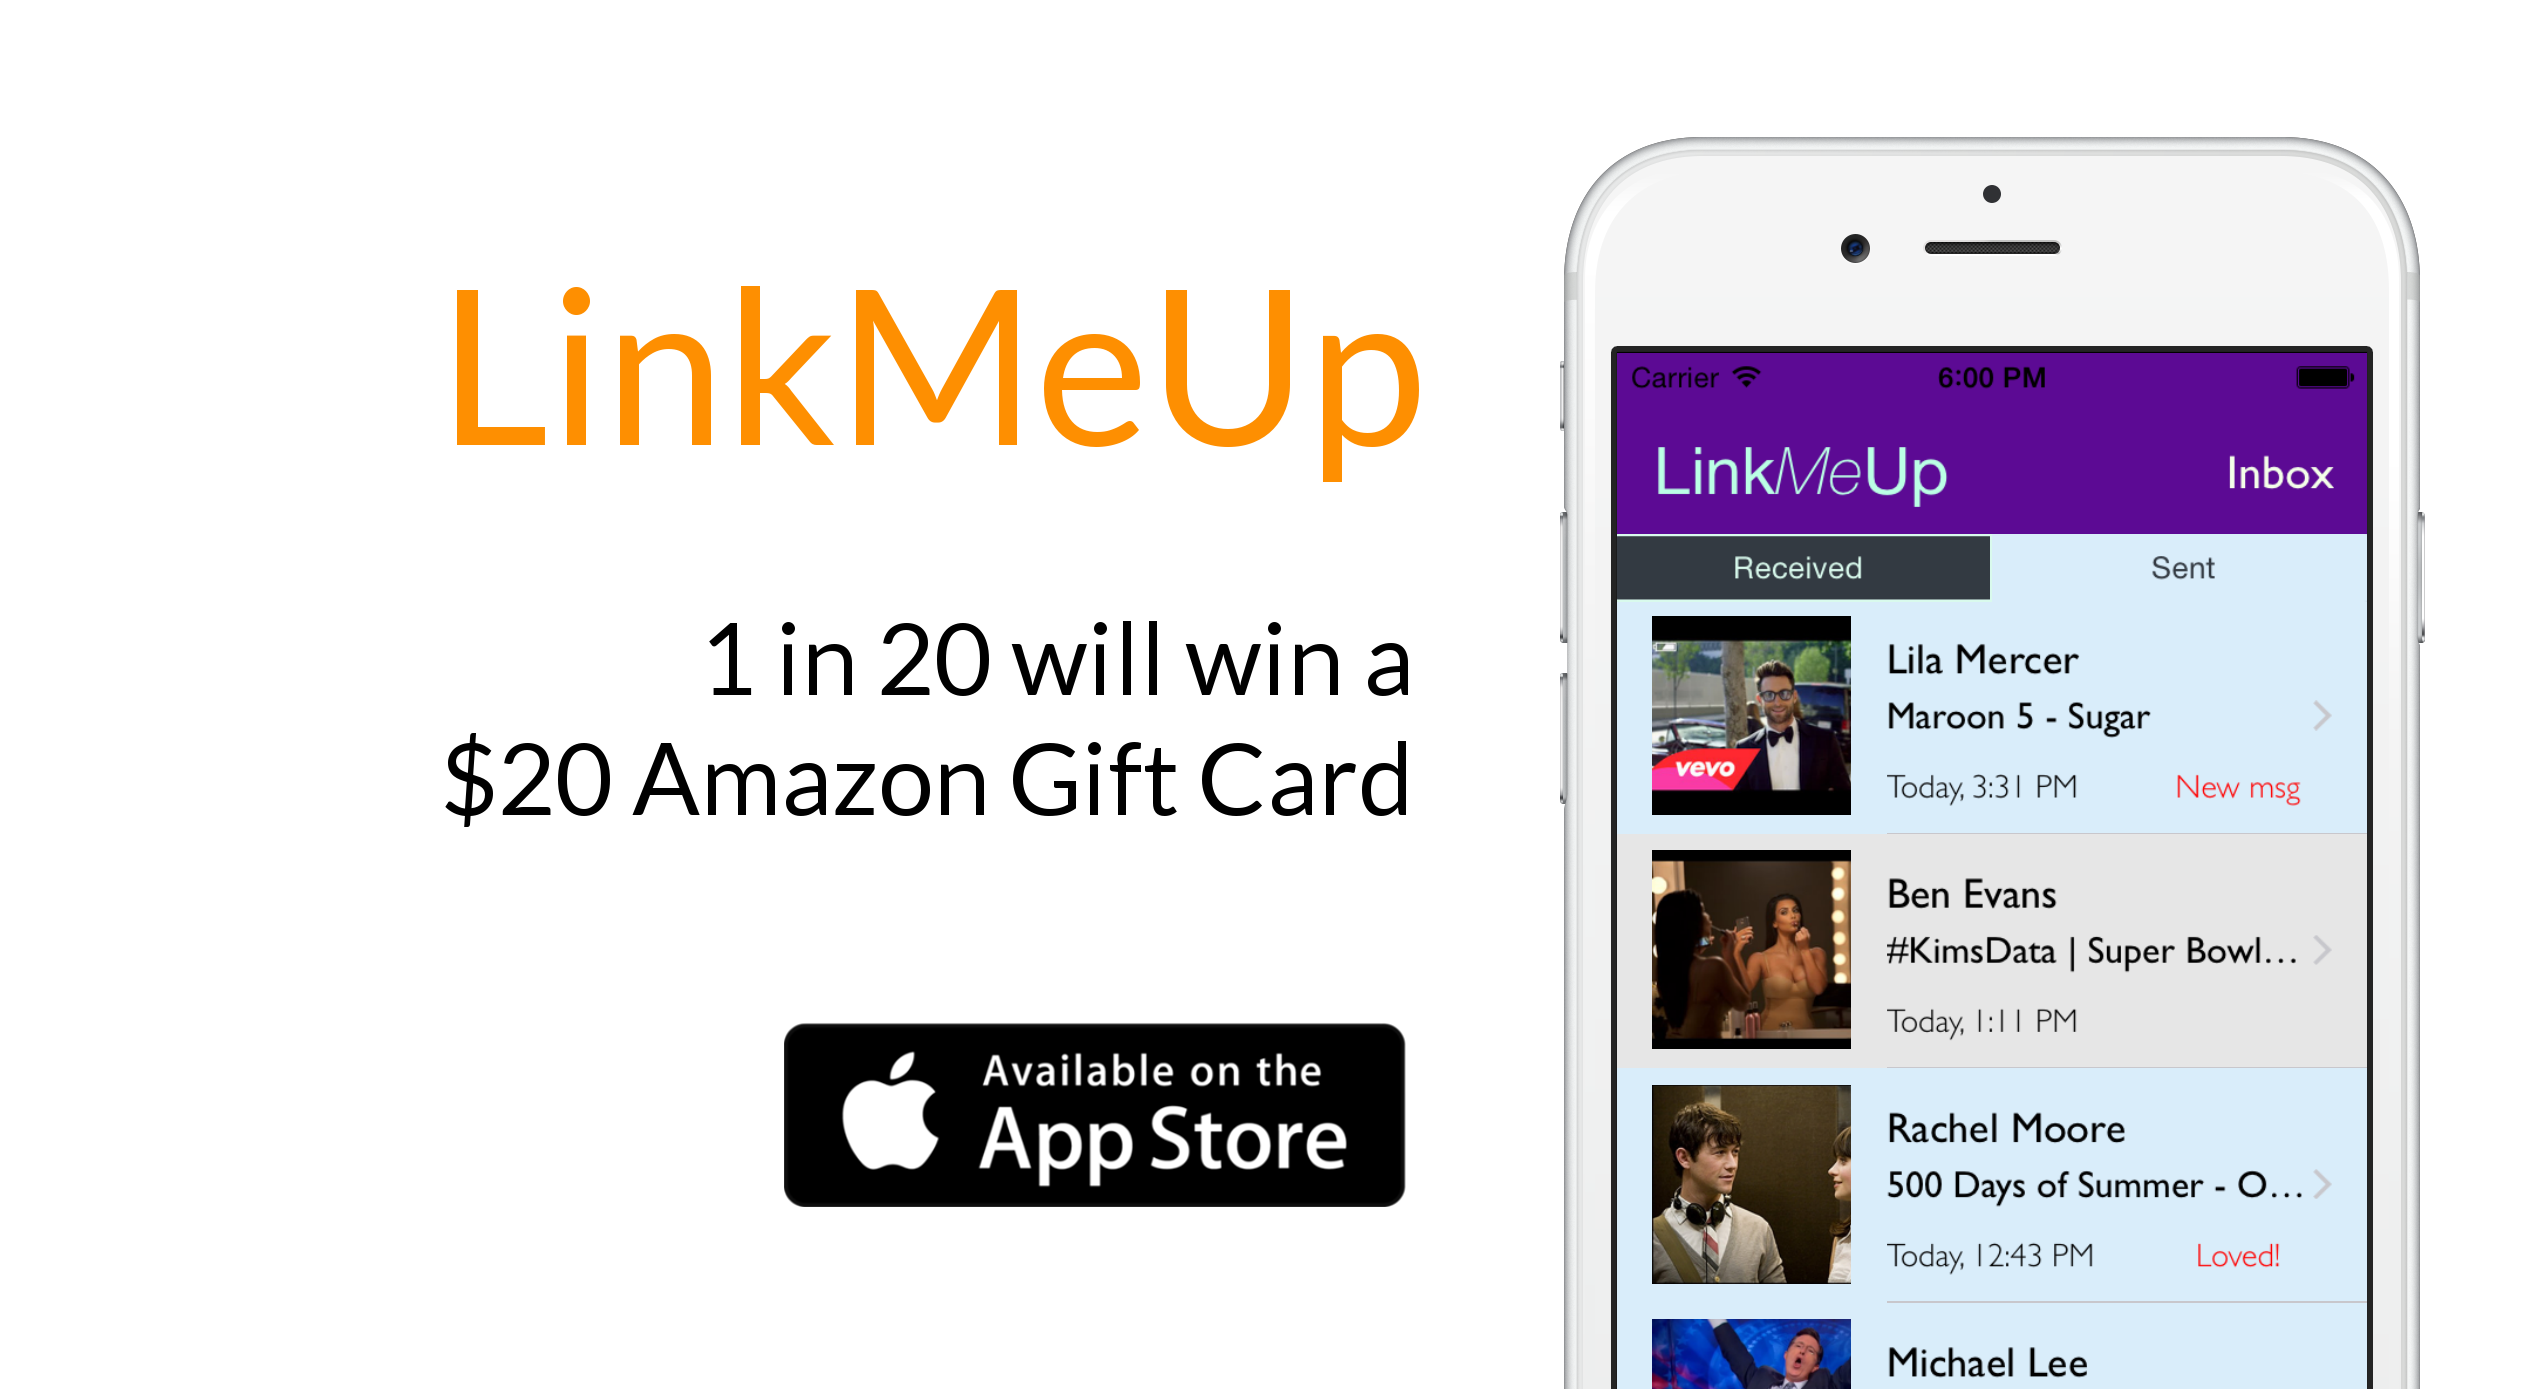 LinkMeUp
1 in 20 will win a
$20 Amazon Gift Card
Available on the
App Store
Carrier 6:00 PM
LinkMeUp Inbox
Received Sent
Lila Mercer
Maroon 5 - Sugar
Today, 3:31 PM New msg
vevo
Ben Evans
#KimsData | Super Bowl...
Today, 1:11 PM
Rachel Moore
500 Days of Summer - O...
Today, 12:43 PM Loved!
Michael Lee